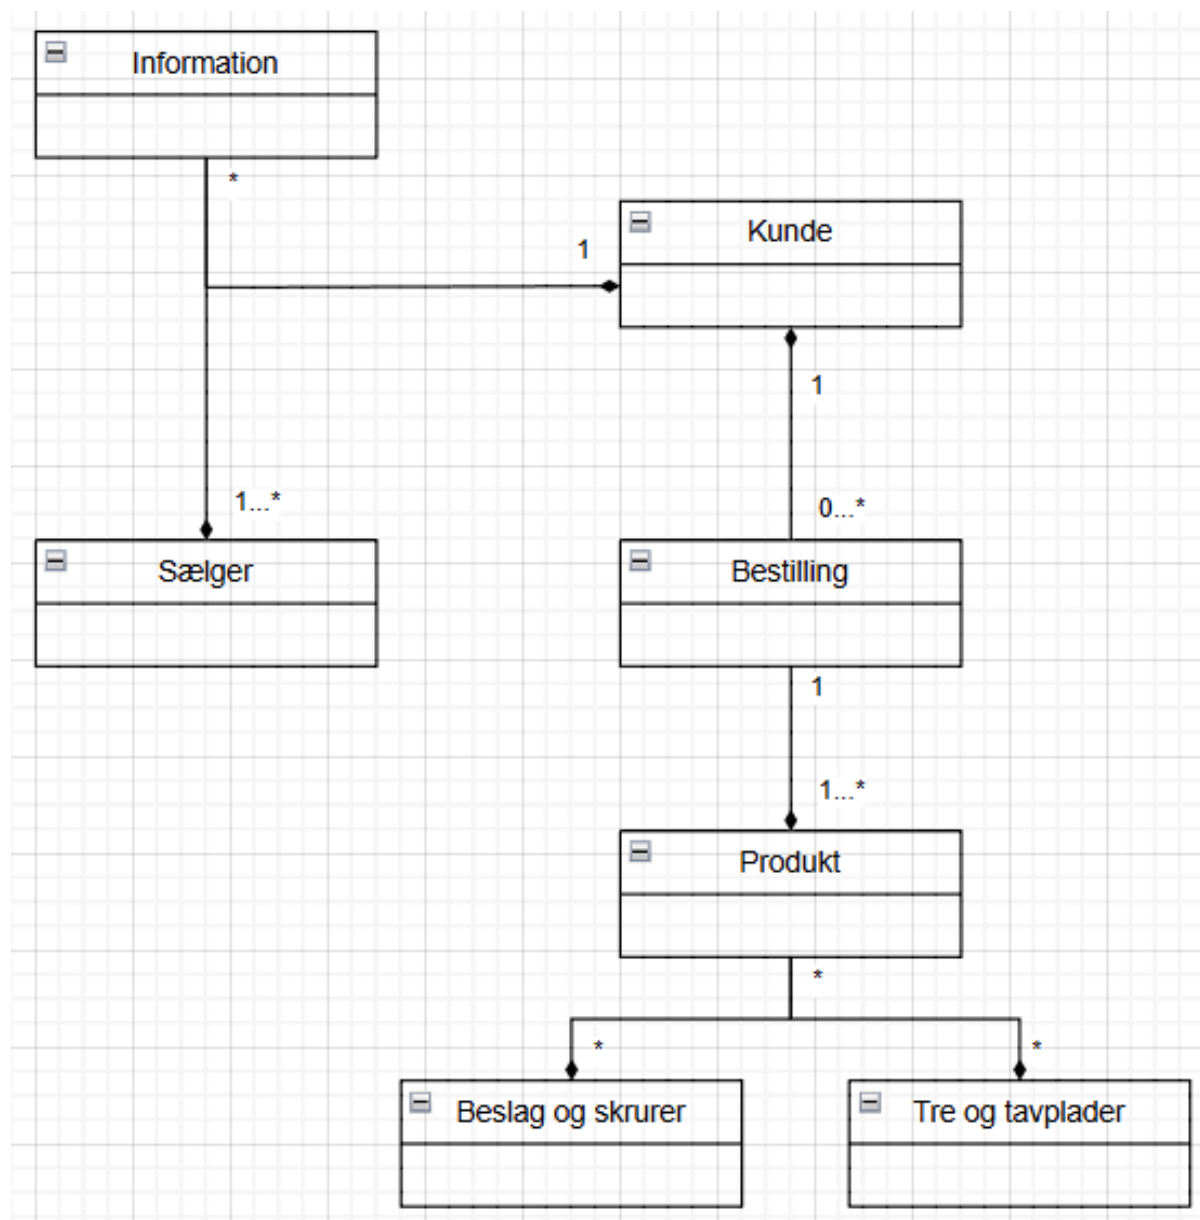 Information
*
Kunde
1
1
1...*
0...*
Sælger
Bestilling
1
1...*
Produkt
*
*
*
Beslag og skrurer
Tre og tavplader